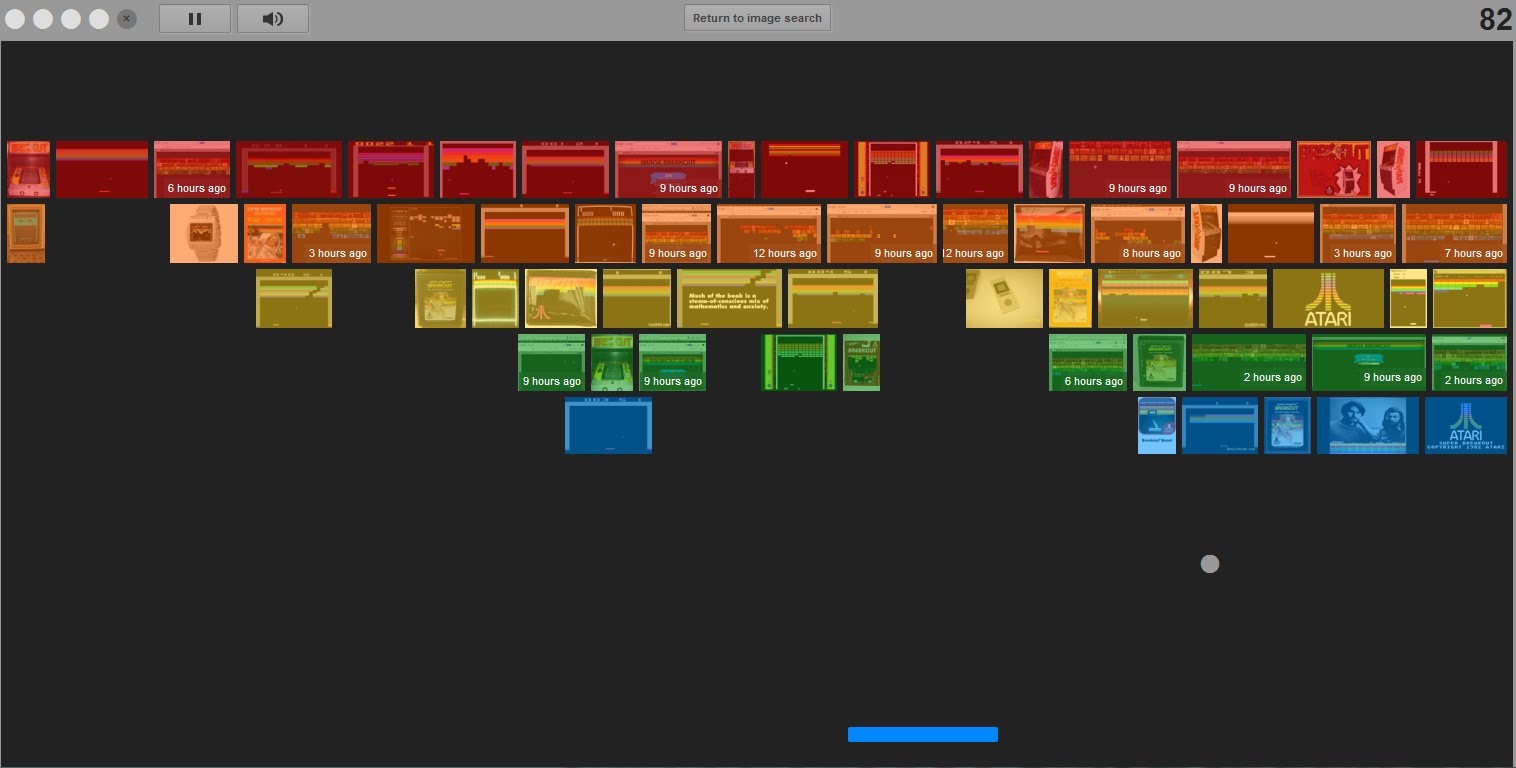 Return to image search
82
6 hours ago
9 hours ago
9 hours ago
9 hours ago
3 hours ago
9 hours ago
12 hours ago
9 hours ago
12 hours ago
8 hours ago
3 hours ago
7 hours ago
Much of the book is a
steam-of-conscious mix of
mathematics and anxiety.
ATARI
9 hours ago
9 hours ago
6 hours ago
2 hours ago
9 hours ago
2 hours ago
Breakout! Boost
BREAKOUT
ATARI
SUPER BREAKOUT
COPYRIGHT 1981 ATARI